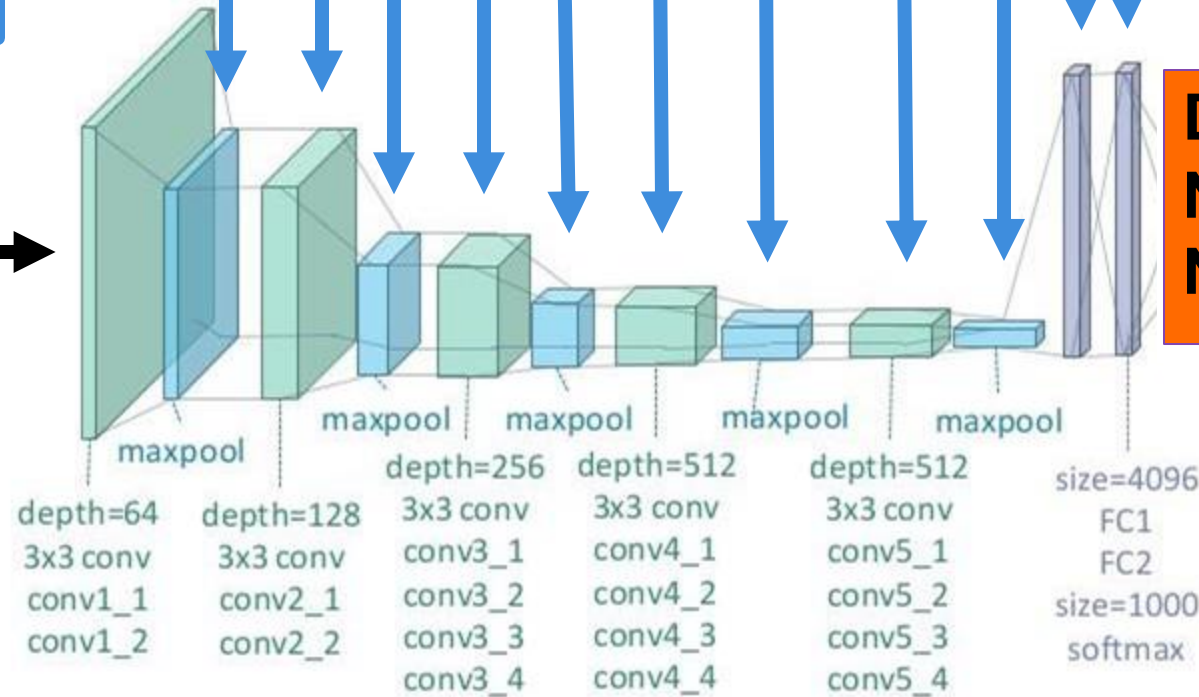 maxpool
maxpool
maxpool
maxpool
maxpool
depth=64
3x3 conv
conv1_1
conv1_2
depth=128
3x3 conv
conv2_1
conv2_2
depth=256
3x3 conv
conv3_1
conv3_2
conv3_3
conv3_4
depth=512
3x3 conv
conv4_1
conv4_2
conv4_3
conv4_4
depth=512
3x3 conv
conv5_1
conv5_2
conv5_3
conv5_4
size=4096
FC1
FC2
size=1000
softmax